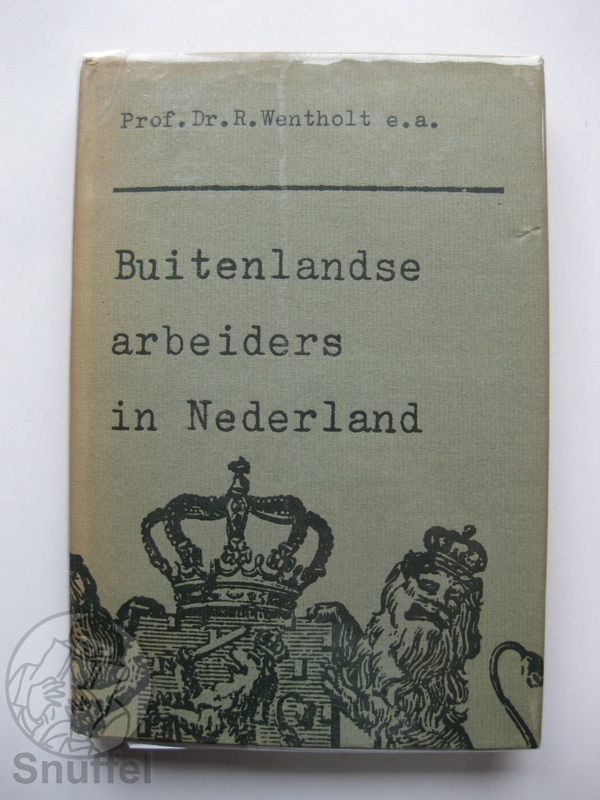 Prof. Dr. R. Wentholt e.a.
Buitenlandse
arbeiders
in Nederland
Snuffel